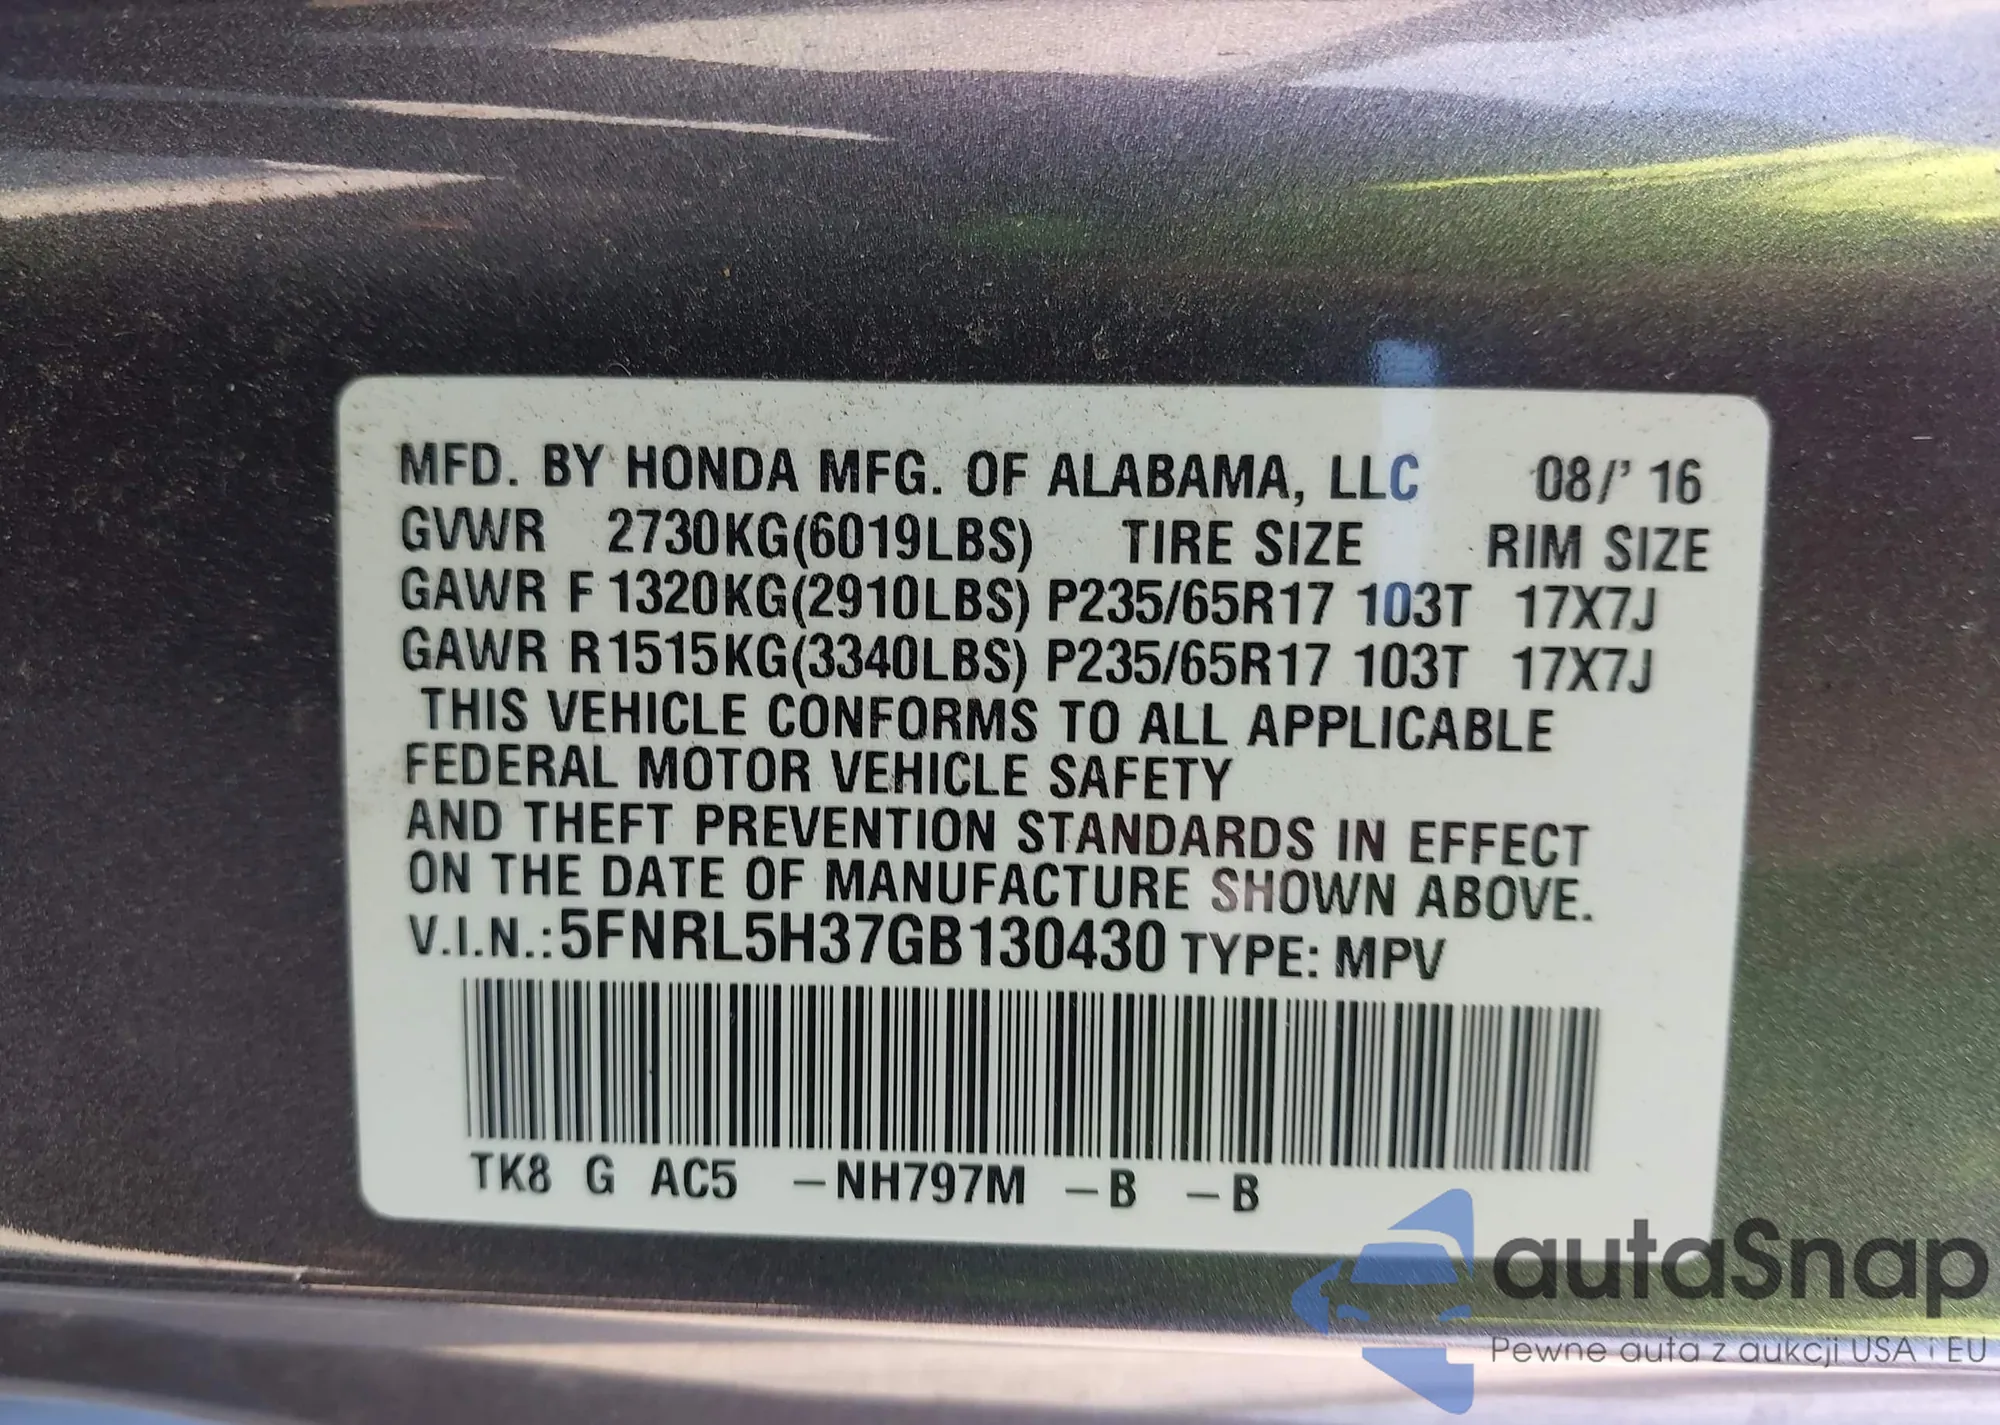 MFD. BY HONDA MFG. OF ALABAMA, LLC 08/' 16
GVWR 2730KG(6019LBS) TIRE SIZE RIM SIZE
GAWR F 1320KG(2910LBS) P235/65R17 103T 17X7J
GAWR R 1515KG(3340LBS) P235/65R17 103T 17X7J
THIS VEHICLE CONFORMS TO ALL APPLICABLE
FEDERAL MOTOR VEHICLE SAFETY
AND THEFT PREVENTION STANDARDS IN EFFECT
ON THE DATE OF MANUFACTURE SHOWN ABOVE.
V.I.N.:5FNRL5H37GB130430 TYPE: MPV
TK8 G AC5 –NH797M –B –B
autaSnap
Pewne auta z aukcji USA i EU